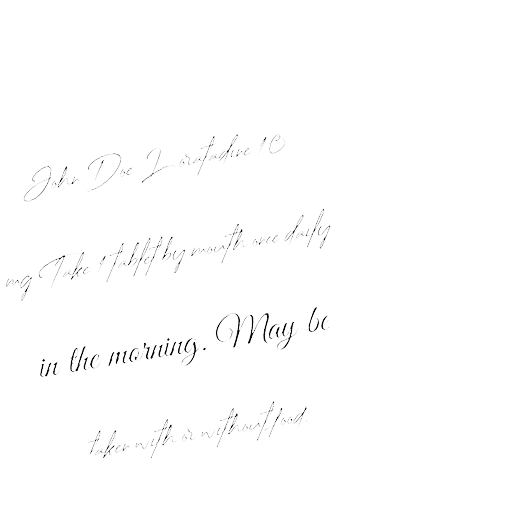 John Doe Loratadine 10
mg Take 1 tablet by mouth once daily
in the morning. May be
taken with or without food.